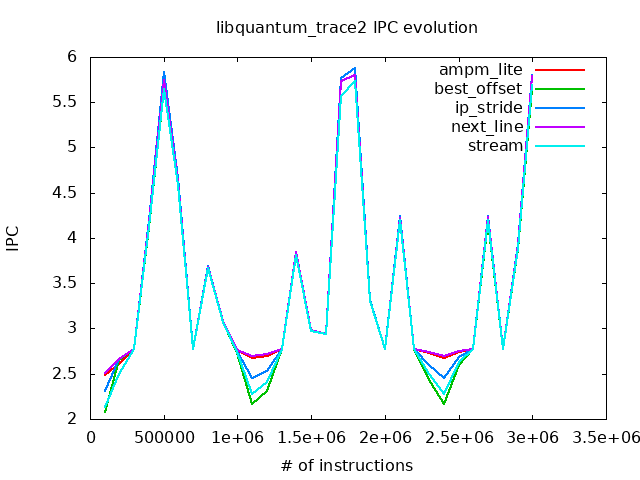 libquantum_trace2 IPC evolution
6
5.5
5
4.5
4
3.5
3
2.5
2
IPC
ampm_lite
best_offset
ip_stride
next_line
stream
0
500000
1e+06
1.5e+06
2e+06
2.5e+06
3e+06
3.5e+06
# of instructions